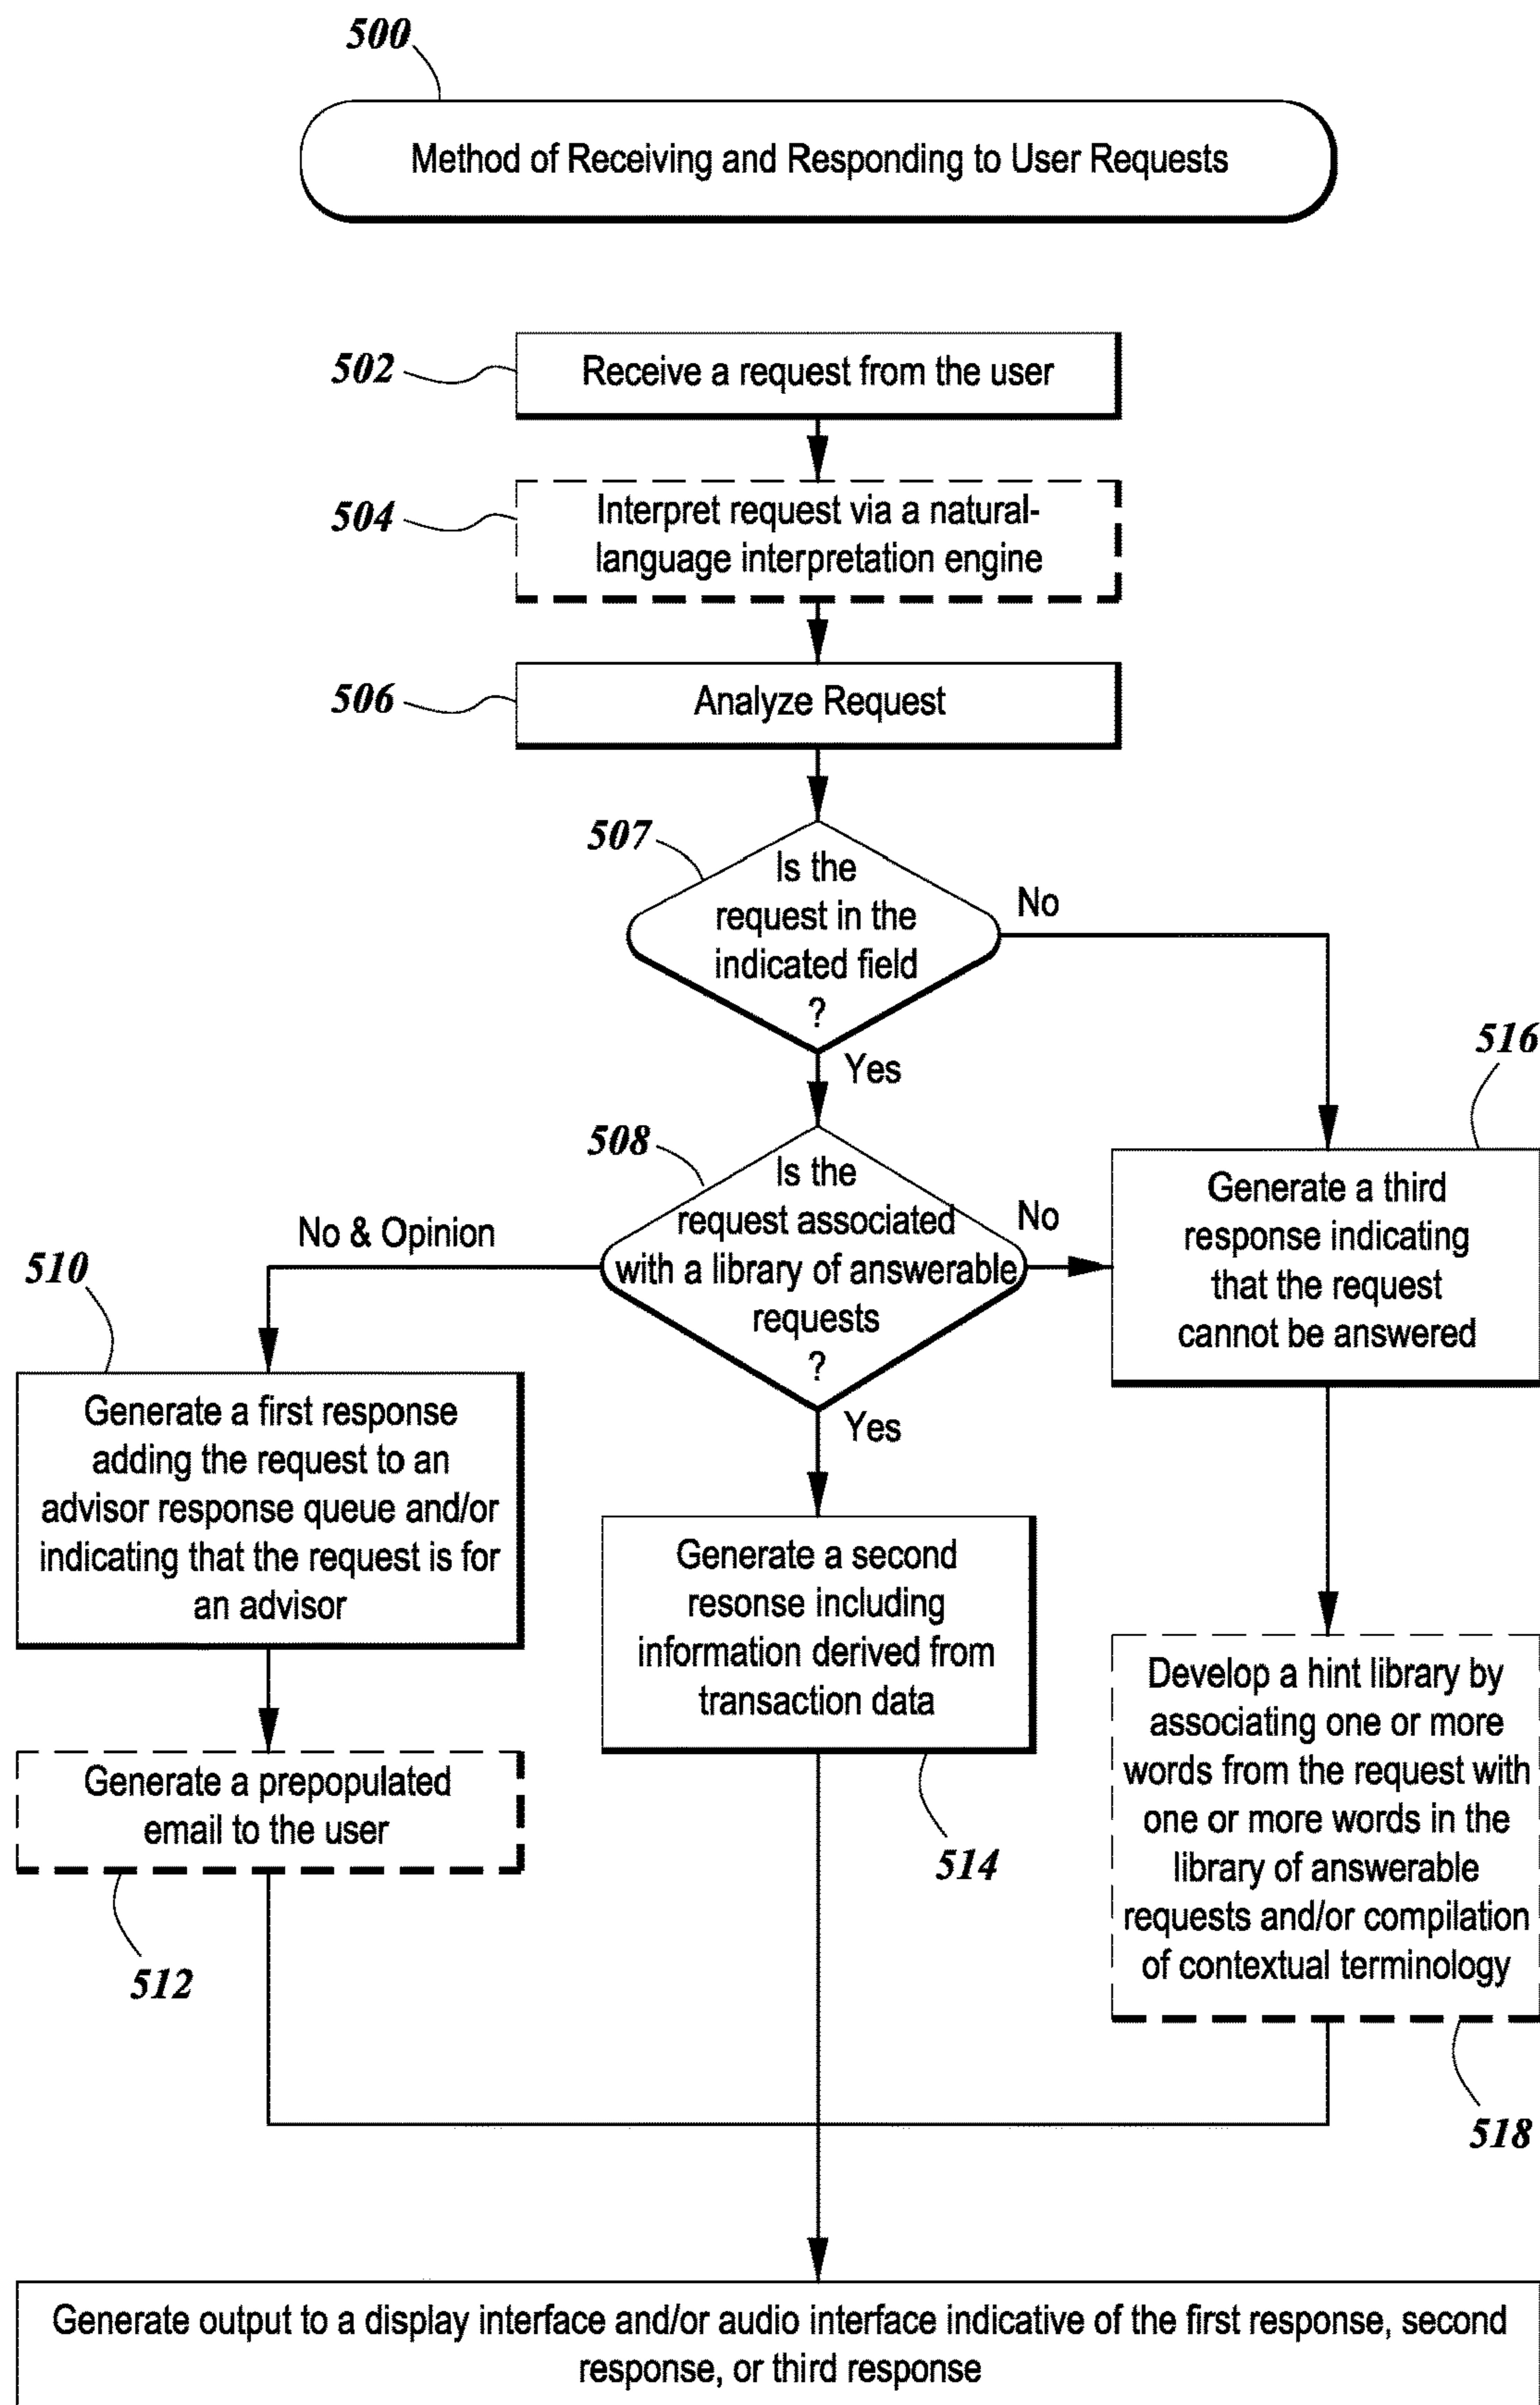 500
Method of Receiving and Responding to User Requests
502
Receive a request from the user
504
Interpret request via a natural-
language interpretation engine
506
Analyze Request
507
Is the
request in the
indicated field
?
No
Yes
516
Generate a third
response indicating
that the request
cannot be answered
508
Is the
request associated
with a library of answerable
requests
?
No & Opinion
No
Yes
510
Generate a first response
adding the request to an
advisor response queue and/or
indicating that the request is for
an advisor
Generate a second
resonse including
information derived from
transaction data
514
Develop a hint library by
associating one or more
words from the request with
one or more words in the
library of answerable
requests and/or compilation
of contextual terminology
518
Generate a prepopulated
email to the user
512
Generate output to a display interface and/or audio interface indicative of the first response, second
response, or third response